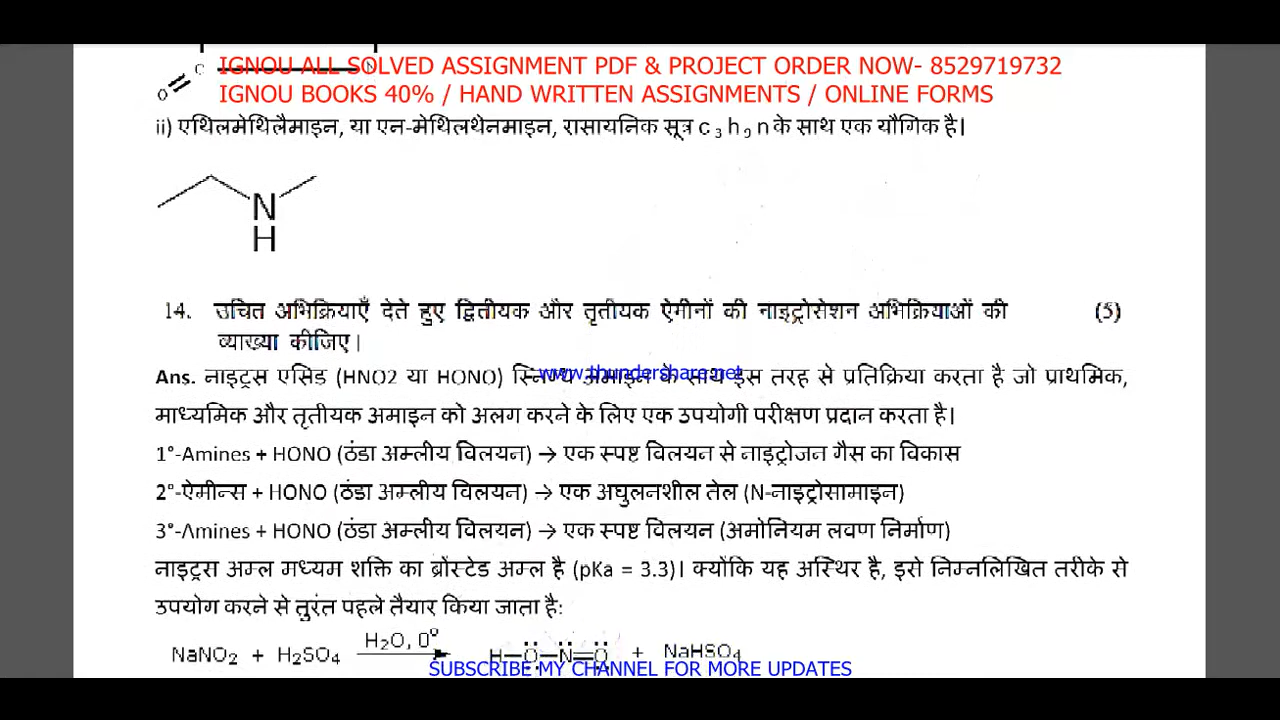 C
O
IGNOU ALL SOLVED ASSIGNMENT PDF & PROJECT ORDER NOW- 8529719732
IGNOU BOOKS 40% / HAND WRITTEN ASSIGNMENTS / ONLINE FORMS
ii) एथिलमेथिलैमाइन, या एन-मेथिलथेनमाइन, रासायनिक सूत्र c 3 h 9 n के साथ एक यौगिक है।
N
H
14. उचित अभिक्रियाएँ देते हुए द्वितीयक और तृतीयक ऐमीनों की नाइट्रोसेशन अभिक्रियाओं की (5)
व्याख्या कीजिए।
Ans. नाइट्रस एसिड (HNO2 या HONO) के साथ इस तरह से प्रतिक्रिया करता है जो प्राथमिक,
www.thundershare.net
माध्यमिक और तृतीयक अमाइन को अलग करने के लिए एक उपयोगी परीक्षण प्रदान करता है।
1°-Amines + HONO (ठंडा अम्लीय विलयन) → एक स्पष्ट विलयन से नाइट्रोजन गैस का विकास
2°-ऐमीन्स + HONO (ठंडा अम्लीय विलयन) → एक अघुलनशील तेल (N-नाइट्रोसामाइन)
3°-Amines + HONO (ठंडा अम्लीय विलयन) → एक स्पष्ट विलयन (अमोनियम लवण निर्माण)
नाइट्रस अम्ल मध्यम शक्ति का ब्रोंस्टेड अम्ल है (pKa = 3.3)। क्योंकि यह अस्थिर है, इसे निम्नलिखित तरीके से
उपयोग करने से तुरंत पहले तैयार किया जाता है:
NaNO₂ + H₂SO₄ H₂O, 0° H—O—N=O + NaHSO₄
SUBSCRIBE MY CHANNEL FOR MORE UPDATES